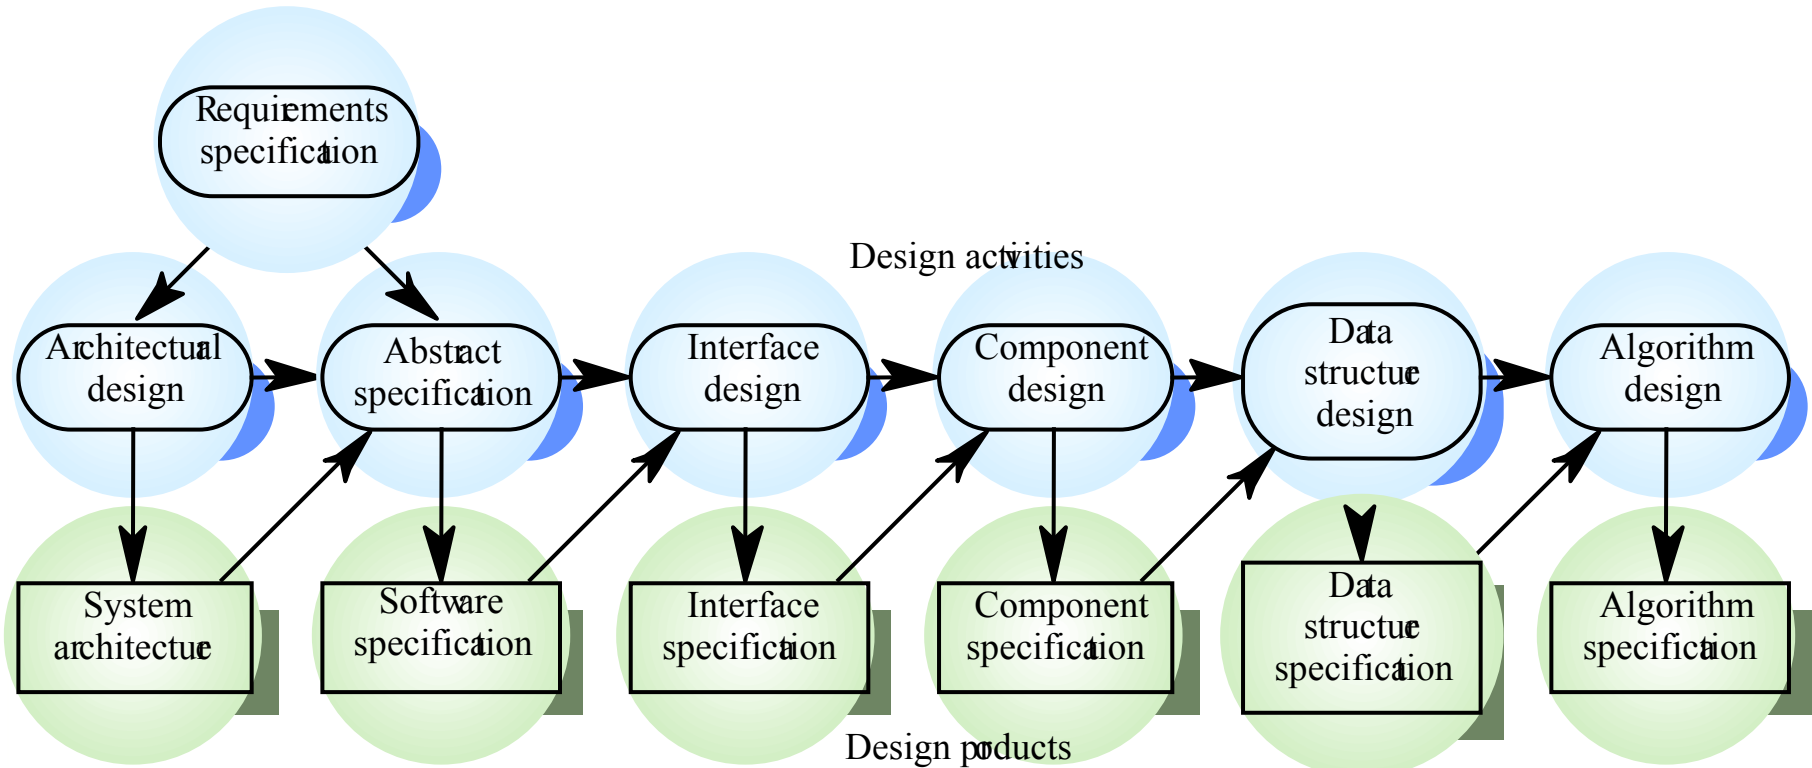 Requirements
specification
Design activities
Architectural
design
Abstract
specification
Interface
design
Component
design
Data
structure
design
Algorithm
design
System
architecture
Software
specification
Interface
specification
Component
specification
Data
structure
specification
Algorithm
specification
Design products